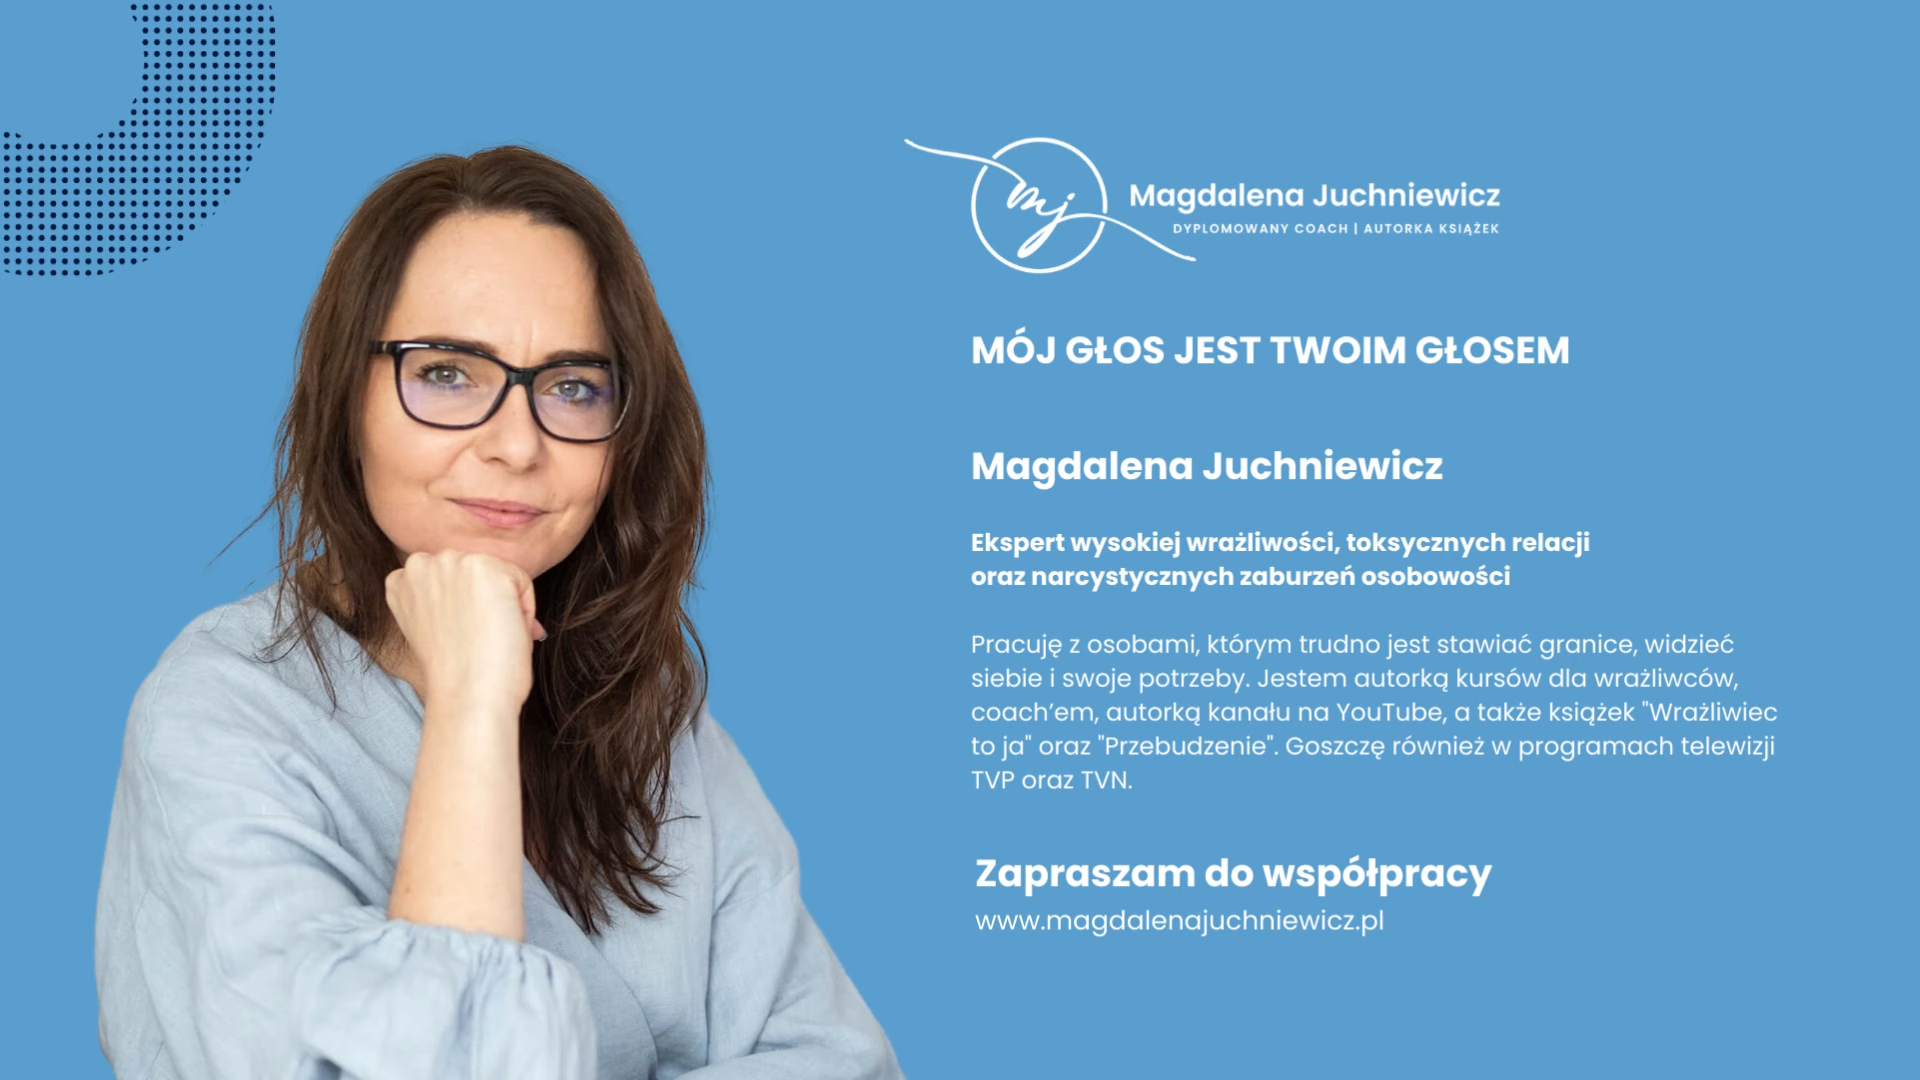 mj
Magdalena Juchniewicz
DYPLOMOWANY COACH | AUTORKA KSIĄŻEK
MÓJ GŁOS JEST TWOIM GŁOSEM
Magdalena Juchniewicz
Ekspert wysokiej wrażliwości, toksycznych relacji
oraz narcystycznych zaburzeń osobowości
Pracuję z osobami, którym trudno jest stawiać granice, widzieć
siebie i swoje potrzeby. Jestem autorką kursów dla wrażliwców,
coach’em, autorką kanału na YouTube, a także książek "Wrażliwiec
to ja" oraz "Przebudzenie". Goszczę również w programach telewizji
TVP oraz TVN.
Zapraszam do współpracy
www.magdalenajuchniewicz.pl